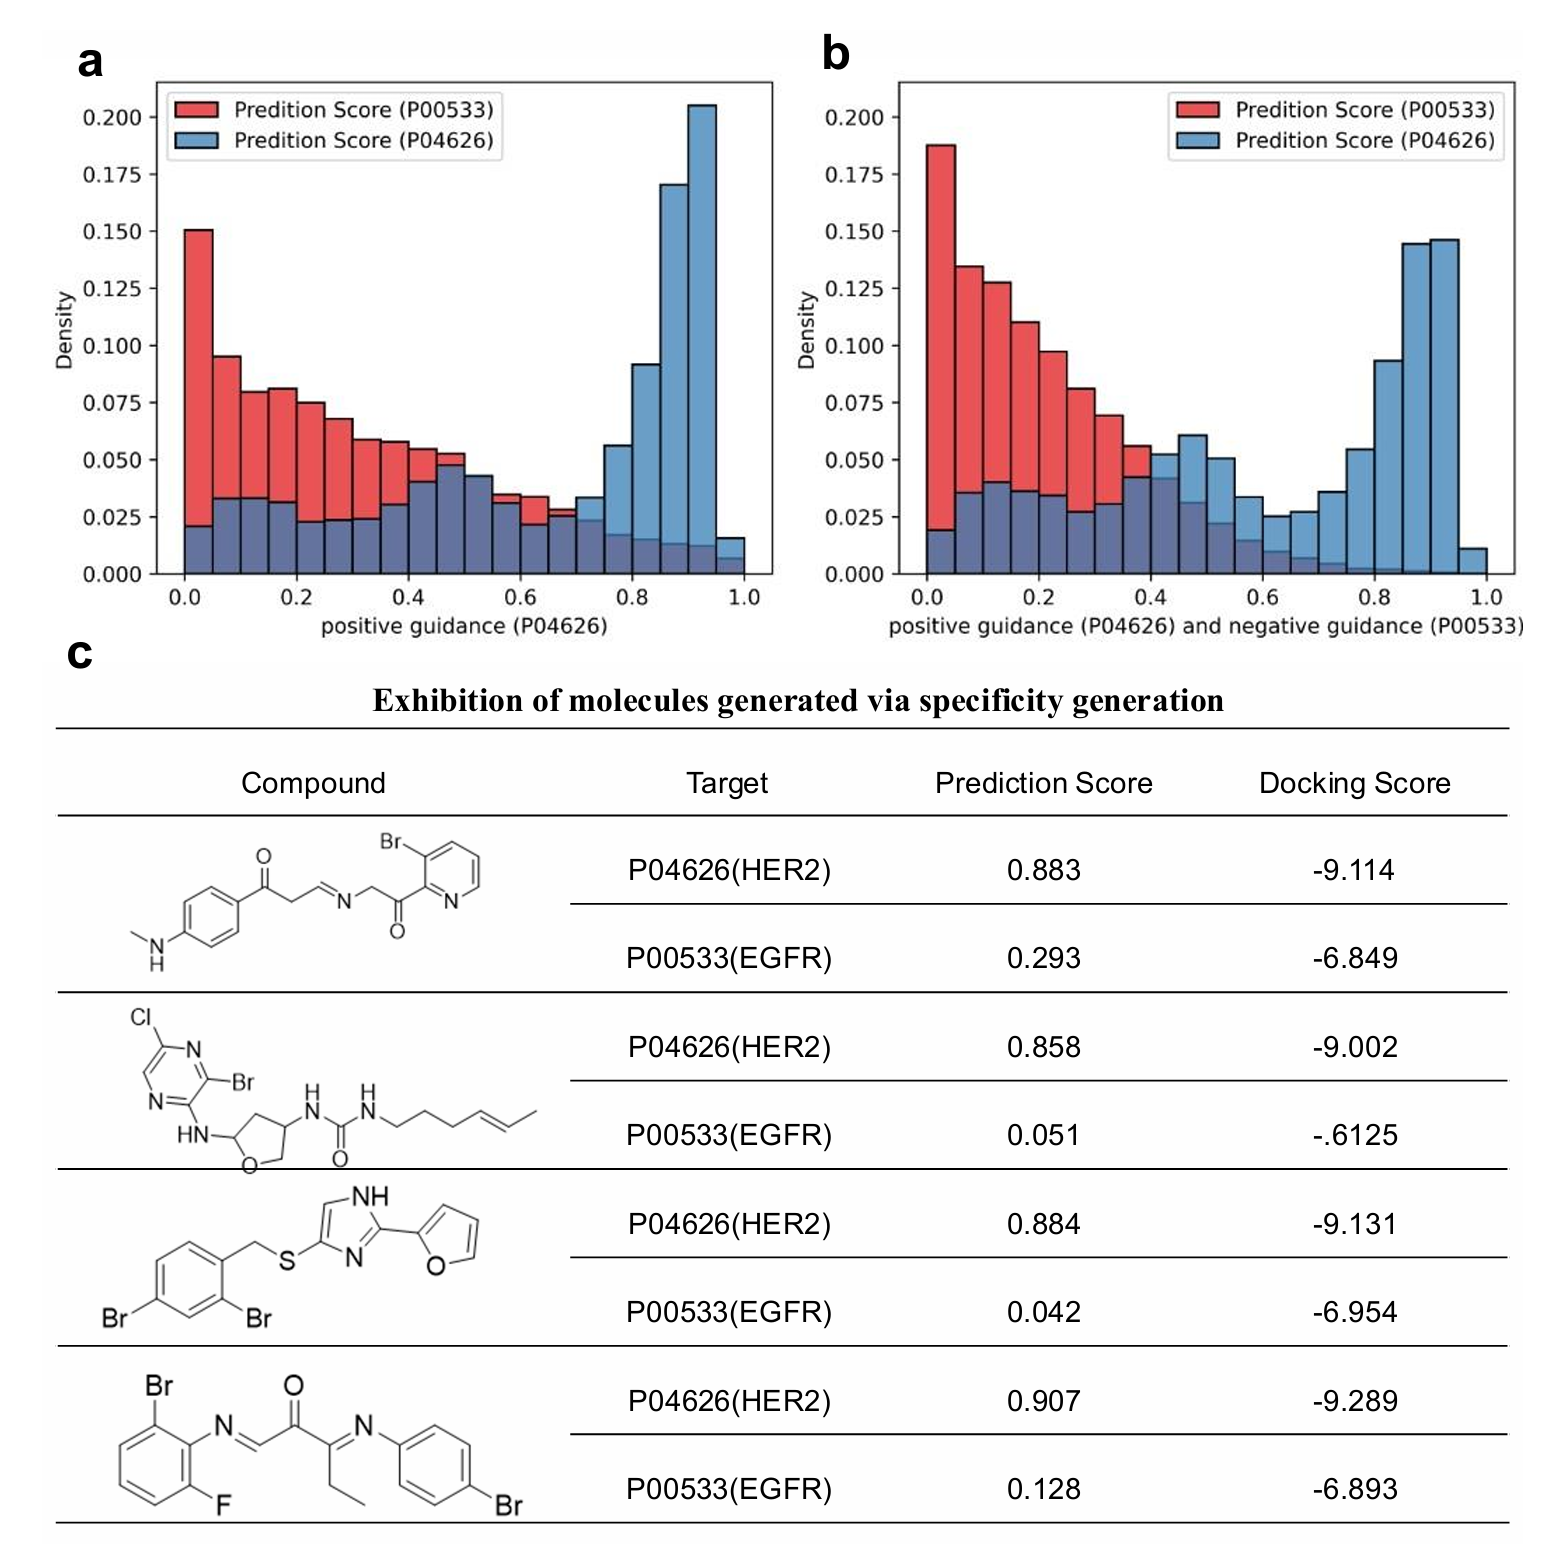 a
Predition Score (P00533)
Predition Score (P04626)
0.200
0.175
0.150
0.125
0.100
0.075
0.050
0.025
0.000
Density
0.0 0.2 0.4 0.6 0.8 1.0
positive guidance (P04626)
b
Predition Score (P00533)
Predition Score (P04626)
0.200
0.175
0.150
0.125
0.100
0.075
0.050
0.025
0.000
Density
0.0 0.2 0.4 0.6 0.8 1.0
positive guidance (P04626) and negative guidance (P00533)
c
Exhibition of molecules generated via specificity generation
Compound Target Prediction Score Docking Score
O
Br
N
N
O
N
H
P04626(HER2) 0.883 -9.114
P00533(EGFR) 0.293 -6.849
Cl
N
Br
N
H
N
H
N
HN
O
O
P04626(HER2) 0.858 -9.002
P00533(EGFR) 0.051 -.6125
NH
S
N
O
Br
Br
P04626(HER2) 0.884 -9.131
P00533(EGFR) 0.042 -6.954
Br
O
N
N
F
Br
P04626(HER2) 0.907 -9.289
P00533(EGFR) 0.128 -6.893